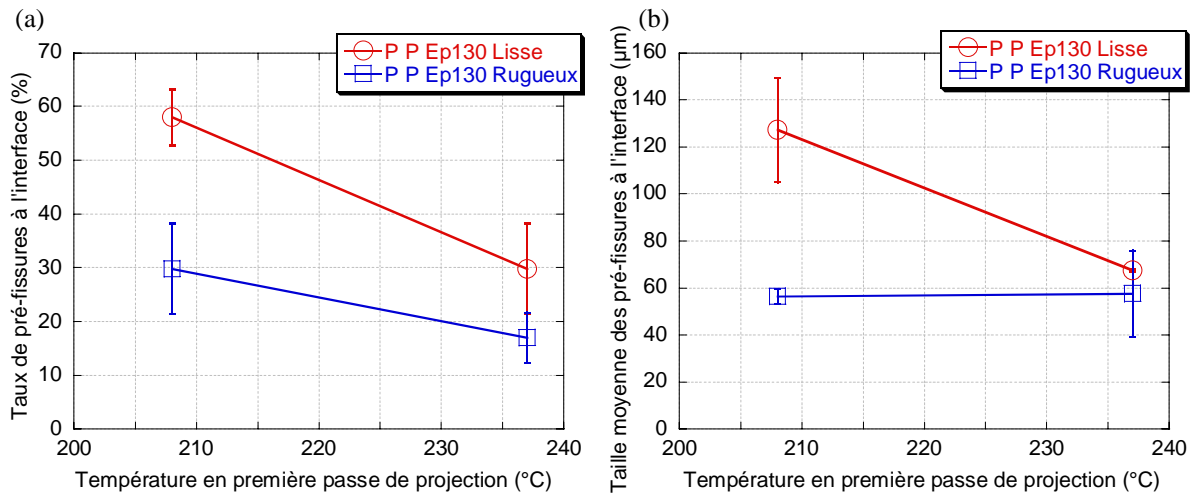 (a)
P P Ep130 Lisse
P P Ep130 Rugueux
Taux de pré-fissures à l'interface (%)
70
60
50
40
30
20
10
0
200
210
220
230
240
Température en première passe de projection (°C)
(b)
P P Ep130 Lisse
P P Ep130 Rugueux
Taille moyenne des pré-fissures à l'interface (µm)
160
140
120
100
80
60
40
20
0
200
210
220
230
240
Température en première passe de projection (°C)